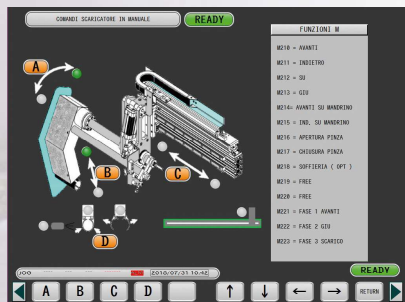 COMANDI SCARICATORE IN MANUALE
READY
FUNZIONI M
M210 = AVANTI
M211 = INDIETRO
M212 = SU
M213 = GIU
M214= AVANTI SU MANDRINO
M215 = IND. SU MANDRINO
M216 = APERTURA PINZA
M217 = CHIUSURA PINZA
M218 = SOFFIERIA ( OPT )
M219 = FREE
M220 = FREE
M221 = FASE 1 AVANTI
M222 = FASE 2 GIU
M223 = FASE 3 SCARICO
A
B
C
D
JOG
2010/07/31 10.42
READY
A B C D ↑ ↓ ← → RETURN